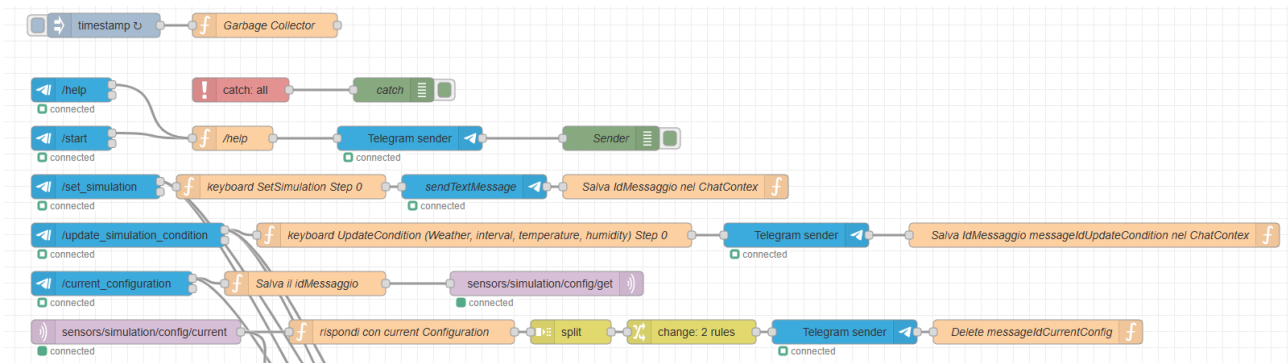 timestamp ↻ Garbage Collector
/help catch: all catch
connected
/start /help Telegram sender Sender
connected connected
/set_simulation keyboard SetSimulation Step 0 sendTextMessage Salva IdMessaggio nel ChatContex
connected connected
/update_simulation_condition keyboard UpdateCondition (Weather, interval, temperature, humidity) Step 0 Telegram sender Salva IdMessaggio messageIdUpdateCondition nel ChatContex
connected connected
/current_configuration Salva il idMessaggio sensors/simulation/config/get
connected connected
sensors/simulation/config/current rispondi con current Configuration split change: 2 rules Telegram sender Delete messageIdCurrentConfig
connected connected